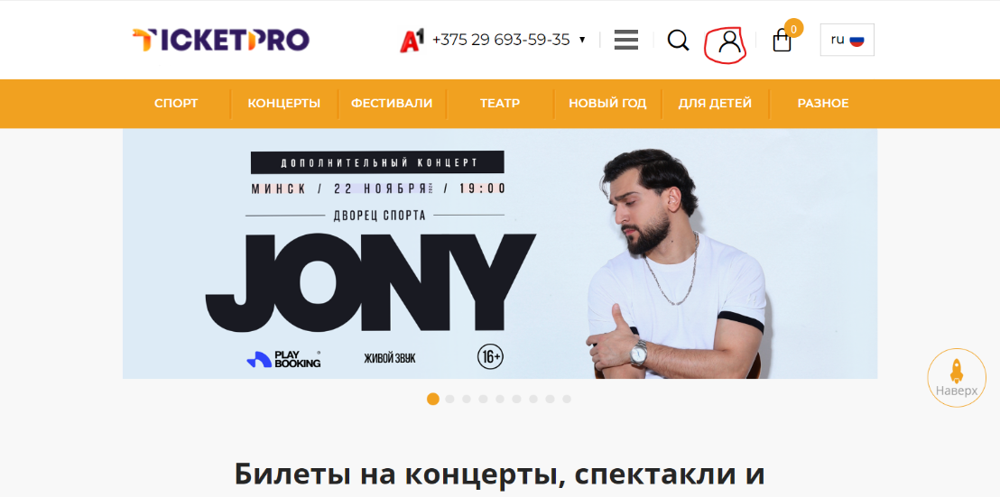 TICKETPRO
A1 +375 29 693-59-35
0
ru
СПОРТ
КОНЦЕРТЫ
ФЕСТИВАЛИ
ТЕАТР
НОВЫЙ ГОД
ДЛЯ ДЕТЕЙ
РАЗНОЕ
ДОПОЛНИТЕЛЬНЫЙ КОНЦЕРТ
МИНСК / 22 НОЯБРЯ / 19:00
ДВОРЕЦ СПОРТА
JONY
PLAY
BOOKING
ЖИВОЙ ЗВУК
16+
Наверх
Билеты на концерты, спектакли и